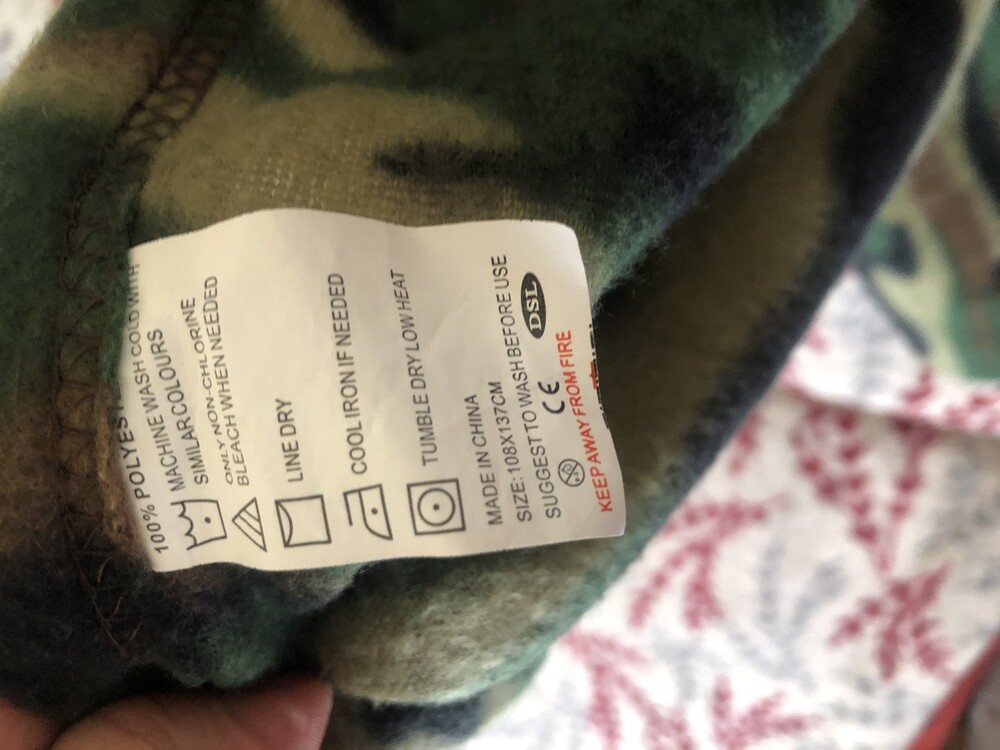 100% POLYEST
MACHINE WASH COLD WITH
SIMILAR COLOURS
ONLY NON-CHLORINE
BLEACH WHEN NEEDED
LINE DRY
COOL IRON IF NEEDED
TUMBLE DRY LOW HEAT
MADE IN CHINA
SIZE:108X137CM
SUGGEST TO WASH BEFORE USE
CE DSL
KEEP AWAY FROM FIRE